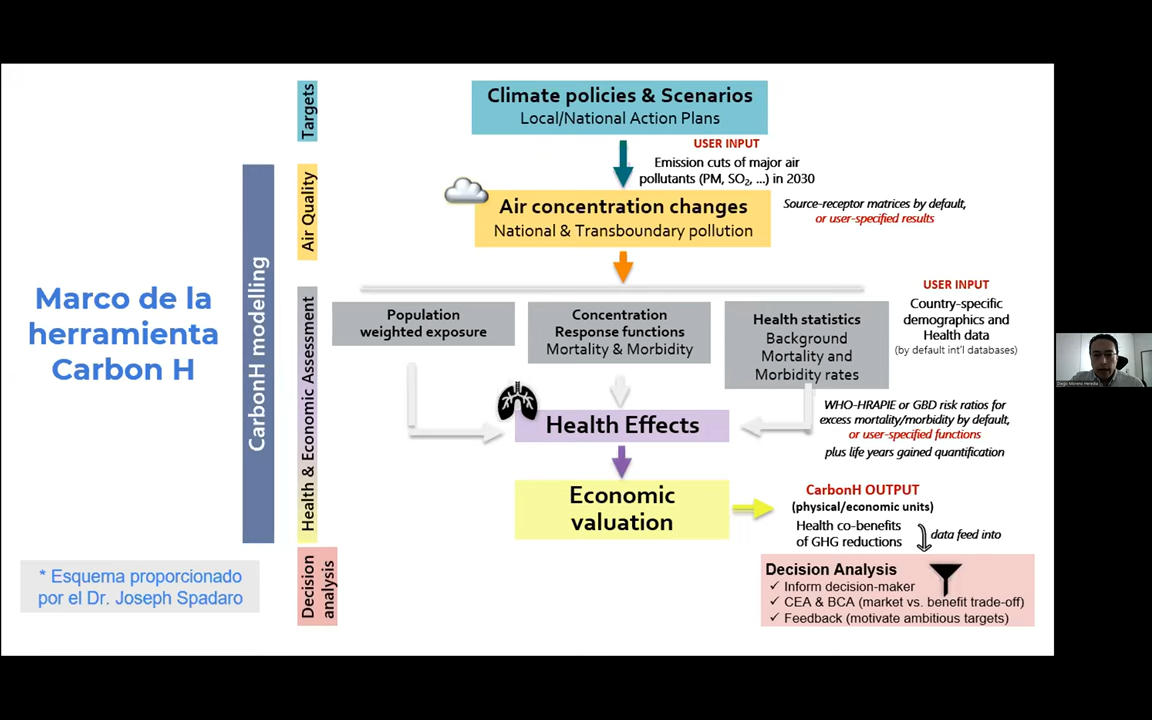 Marco de la
herramienta
Carbon H
* Esquema proporcionado
por el Dr. Joseph Spadaro
CarbonH modelling
Targets
Air Quality
Health & Economic Assessment
Decision
analysis
Climate policies & Scenarios
Local/National Action Plans
USER INPUT
Emission cuts of major air
pollutants (PM, SO₂, ...) in 2030
Air concentration changes
National & Transboundary pollution
Source-receptor matrices by default,
or user-specified results
Population
weighted exposure
Concentration
Response functions
Mortality & Morbidity
Health statistics
Background
Mortality and
Morbidity rates
USER INPUT
Country-specific
demographics and
Health data
(by default int'l databases)
Health Effects
WHO-HRAPIE or GBD risk ratios for
excess mortality/morbidity by default,
or user-specified functions
plus life years gained quantification
Economic
valuation
CarbonH OUTPUT
(physical/economic units)
Health co-benefits
of GHG reductions
data feed into
Decision Analysis
✓ Inform decision-maker
✓ CEA & BCA (market vs. benefit trade-off)
✓ Feedback (motivate ambitious targets)
Diego Moreno Heredia